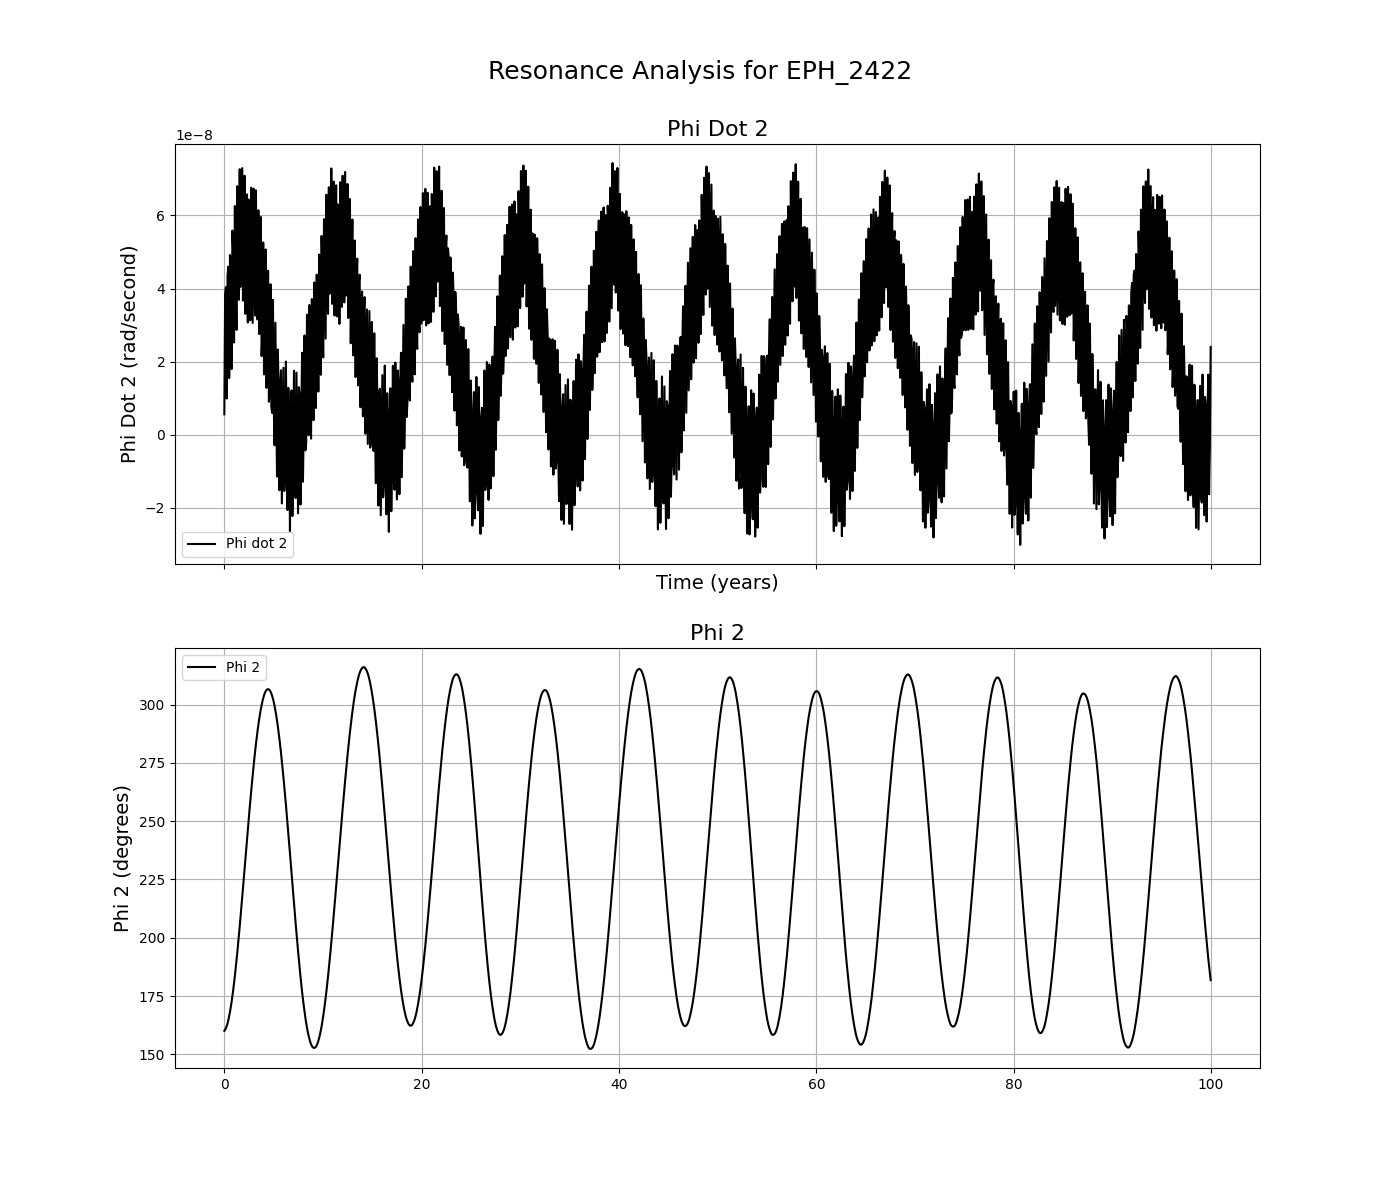 Resonance Analysis for EPH_2422
Phi Dot 2
1e−8
6
4
2
0
−2
Phi Dot 2 (rad/second)
Phi dot 2
Time (years)
Phi 2
Phi 2
300
275
250
225
200
175
150
Phi 2 (degrees)
0 20 40 60 80 100